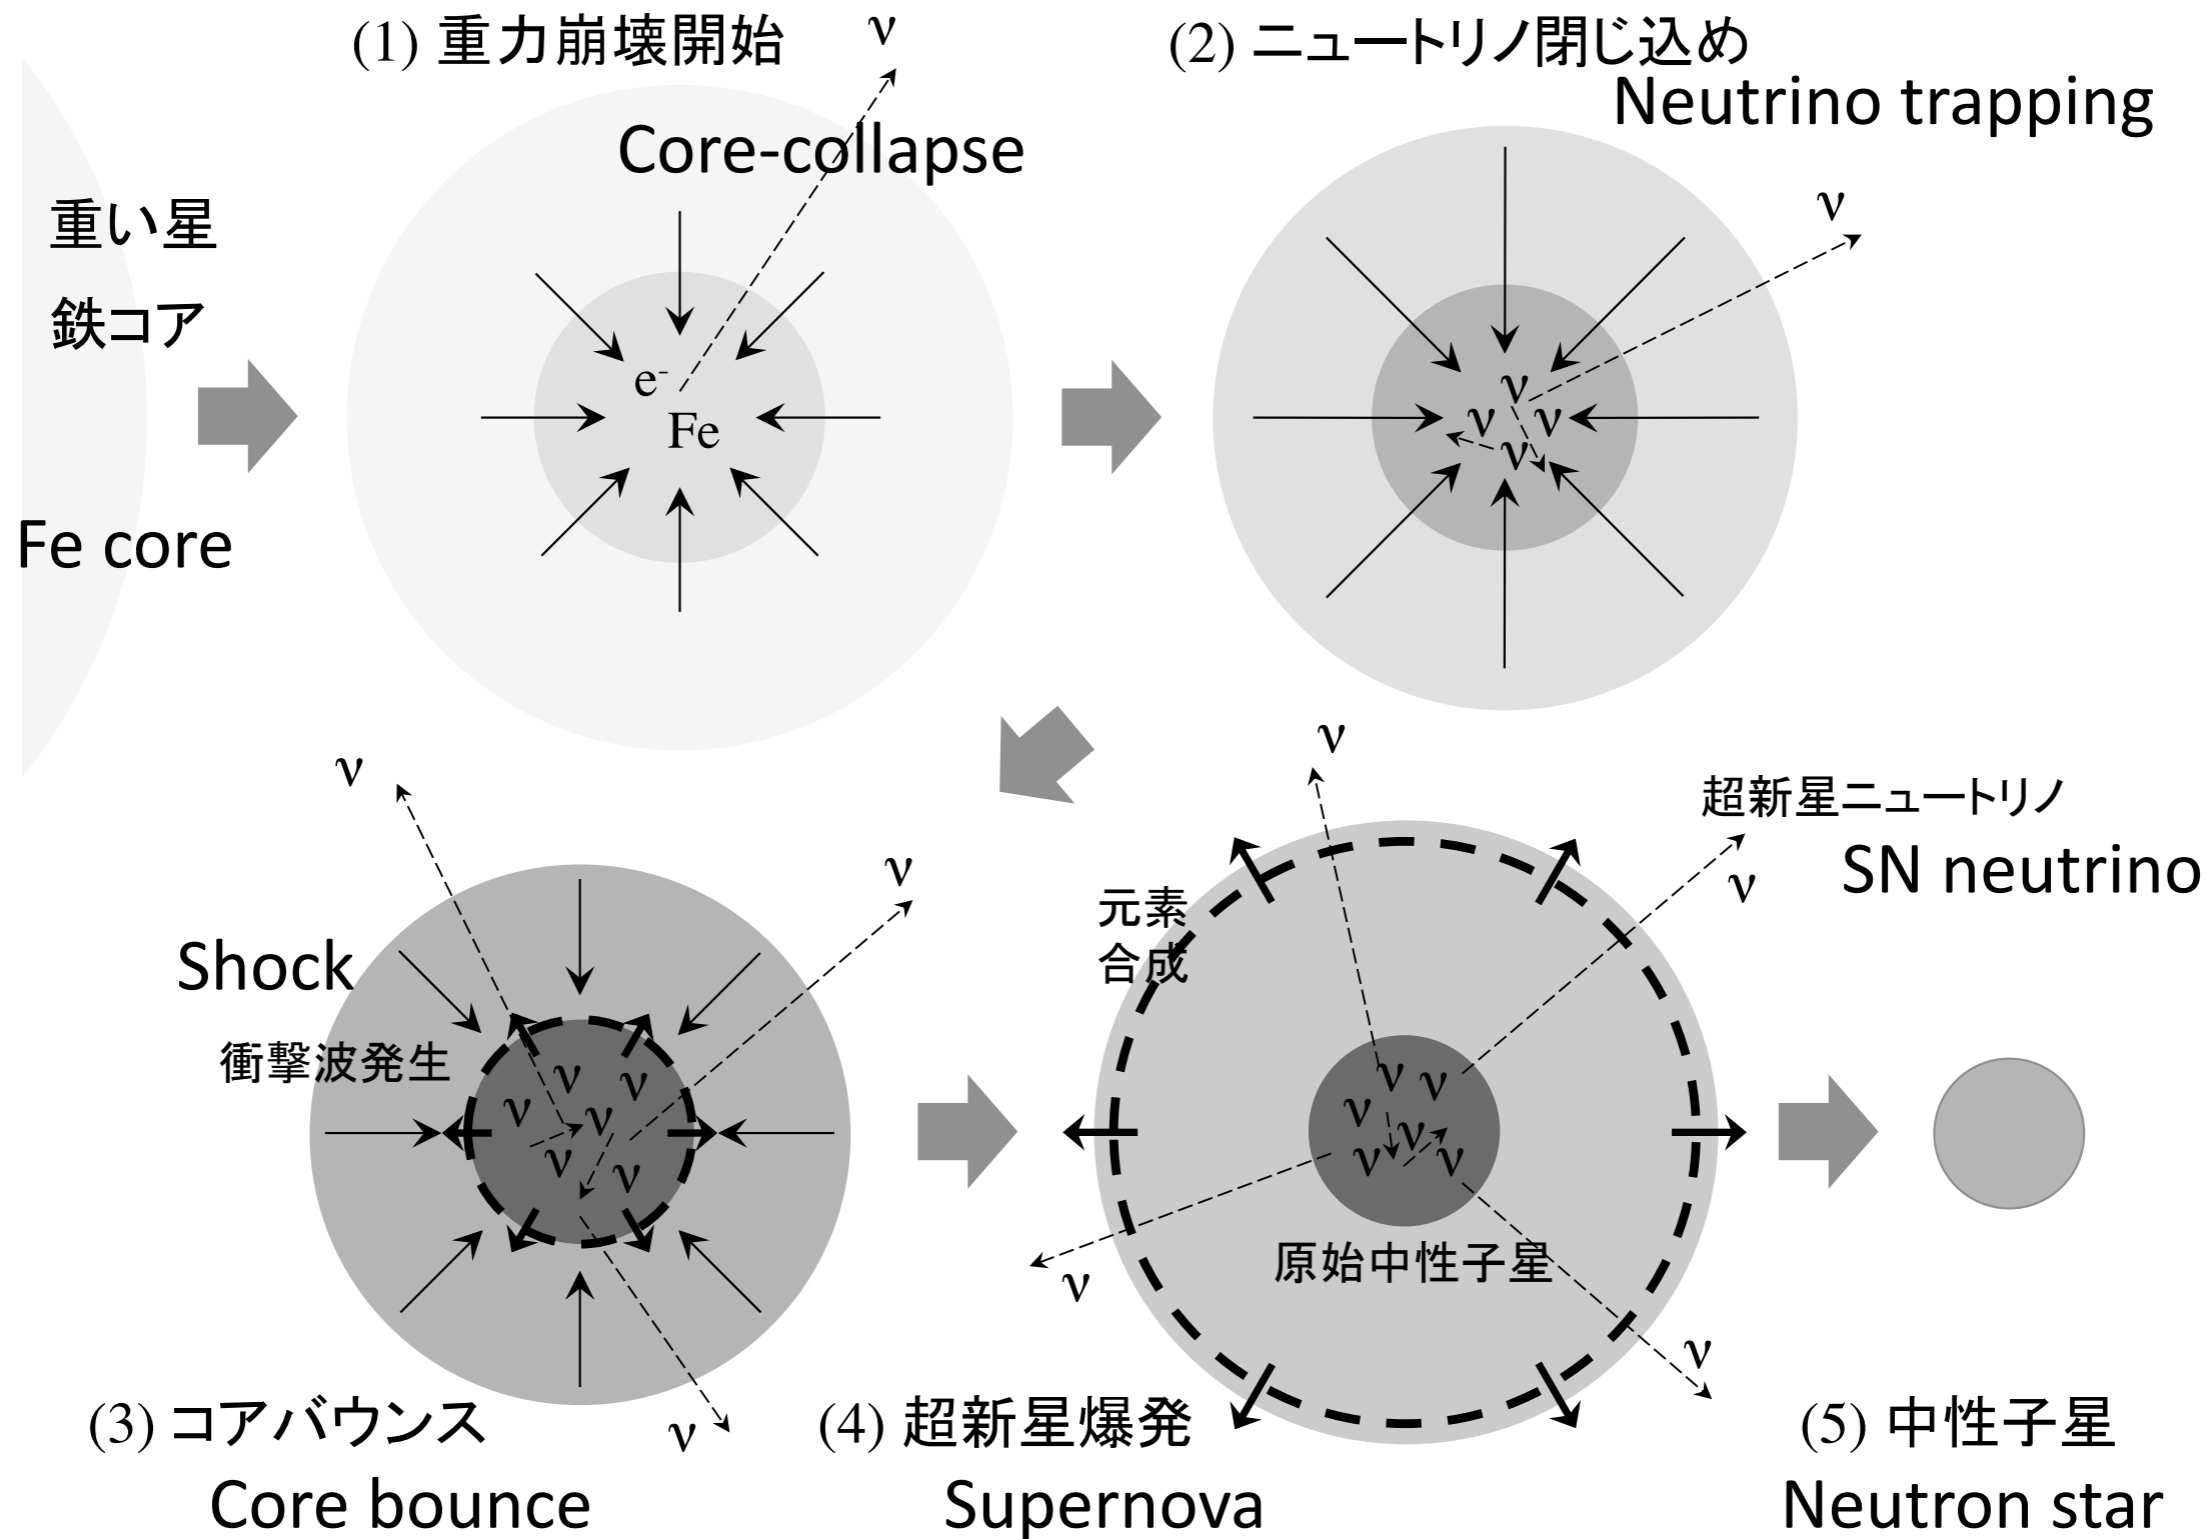 (1) 重力崩壊開始
ν
Core-collapse
(2) ニュートリノ閉じ込め
Neutrino trapping
ν
重い星
鉄コア
Fe core
e⁻
Fe
ν
ν ν
ν
ν
ν
Shock
衝撃波発生
ν ν
ν ν
ν ν
ν
(3) コアバウンス
Core bounce
ν
超新星ニュートリノ
SN neutrino
ν
元素
合成
ν ν
ν ν
ν ν
原始中性子星
ν
ν
(4) 超新星爆発
Supernova
(5) 中性子星
Neutron star